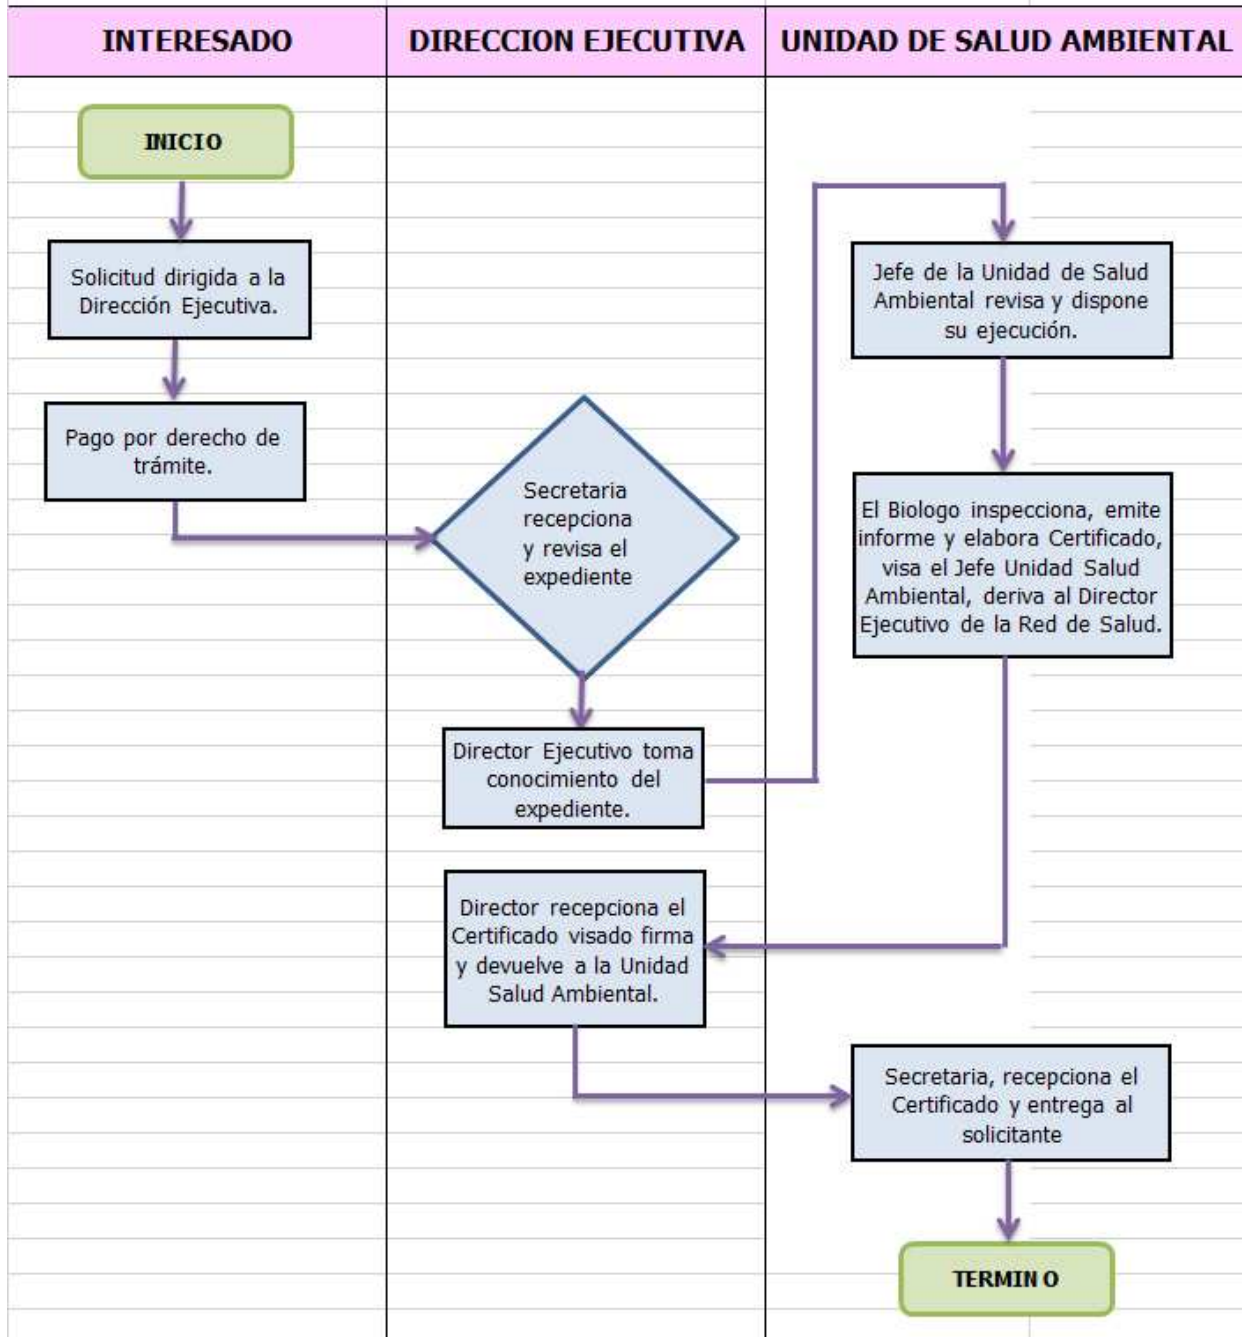 INTERESADO
DIRECCION EJECUTIVA
UNIDAD DE SALUD AMBIENTAL
INICIO
Solicitud dirigida a la
Dirección Ejecutiva.
Pago por derecho de
trámite.
Secretaria
recepciona
y revisa el
expediente
Director Ejecutivo toma
conocimiento del
expediente.
Jefe de la Unidad de Salud
Ambiental revisa y dispone
su ejecución.
El Biologo inspecciona, emite
informe y elabora Certificado,
visa el Jefe Unidad Salud
Ambiental, deriva al Director
Ejecutivo de la Red de Salud.
Director recepciona el
Certificado visado firma
y devuelve a la Unidad
Salud Ambiental.
Secretaria, recepciona el
Certificado y entrega al
solicitante
TERMINO